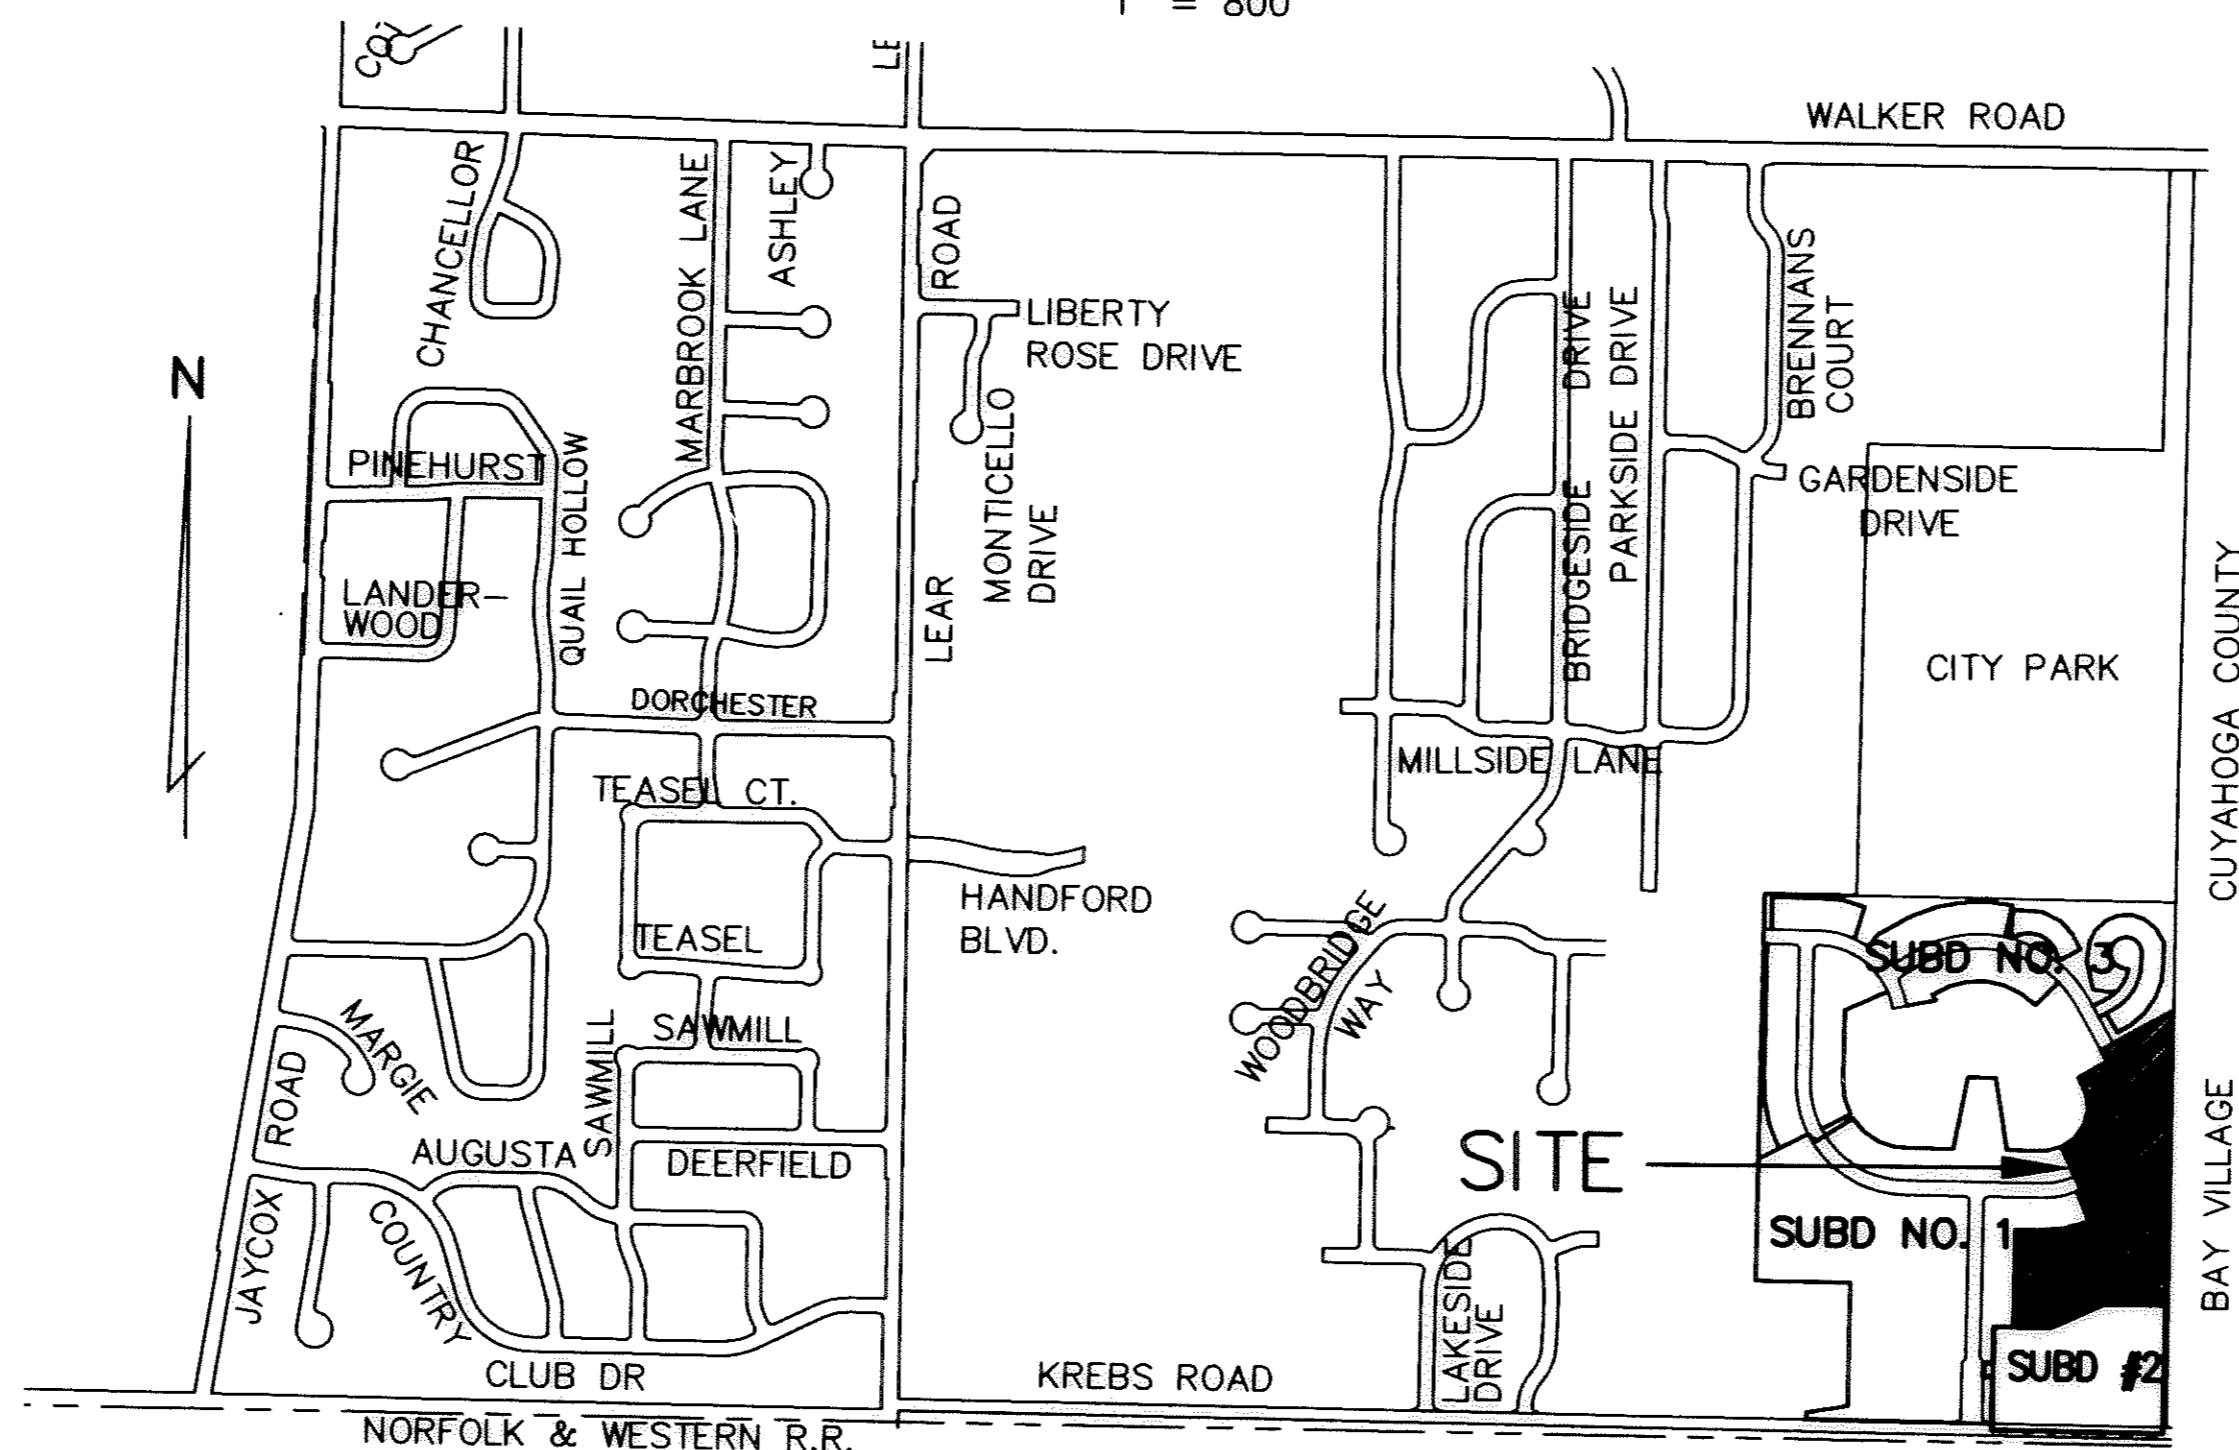 1" = 800'
WALKER ROAD
CHANCELLOR
MARBROOK LANE
ASHLEY
ROAD
LIBERTY
ROSE DRIVE
BRIDGESIDE DRIVE
PARKSIDE DRIVE
BRENNANS
COURT
N
PINEHURST
QUAIL HOLLOW
MONTICELLO
DRIVE
GARDENSIDE
DRIVE
LANDER-
WOOD
LEAR
CITY PARK
CUYAHOGA COUNTY
DORCHESTER
MILLSIDE LANE
TEASEL CT.
HANDFORD
BLVD.
TEASEL
WOODBRIDGE
WAY
SUBD NO. 3
MARGIE
SAWMILL
SAWMILL
ROAD
AUGUSTA
DEERFIELD
SITE
BAY VILLAGE
JAYCOX
COUNTRY
SUBD NO. 1
LAKESIDE
DRIVE
CLUB DR
KREBS ROAD
SUBD #2
NORFOLK & WESTERN R.R.